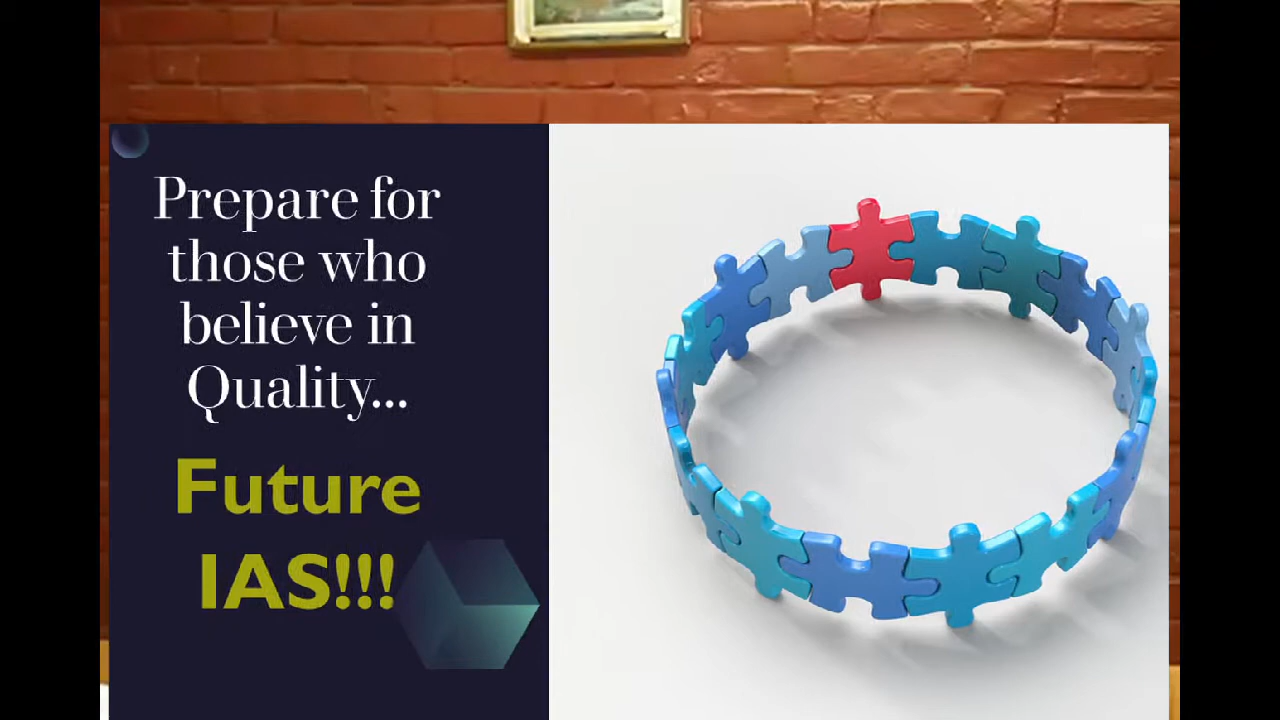 Prepare for
those who
believe in
Quality...
Future
IAS!!!